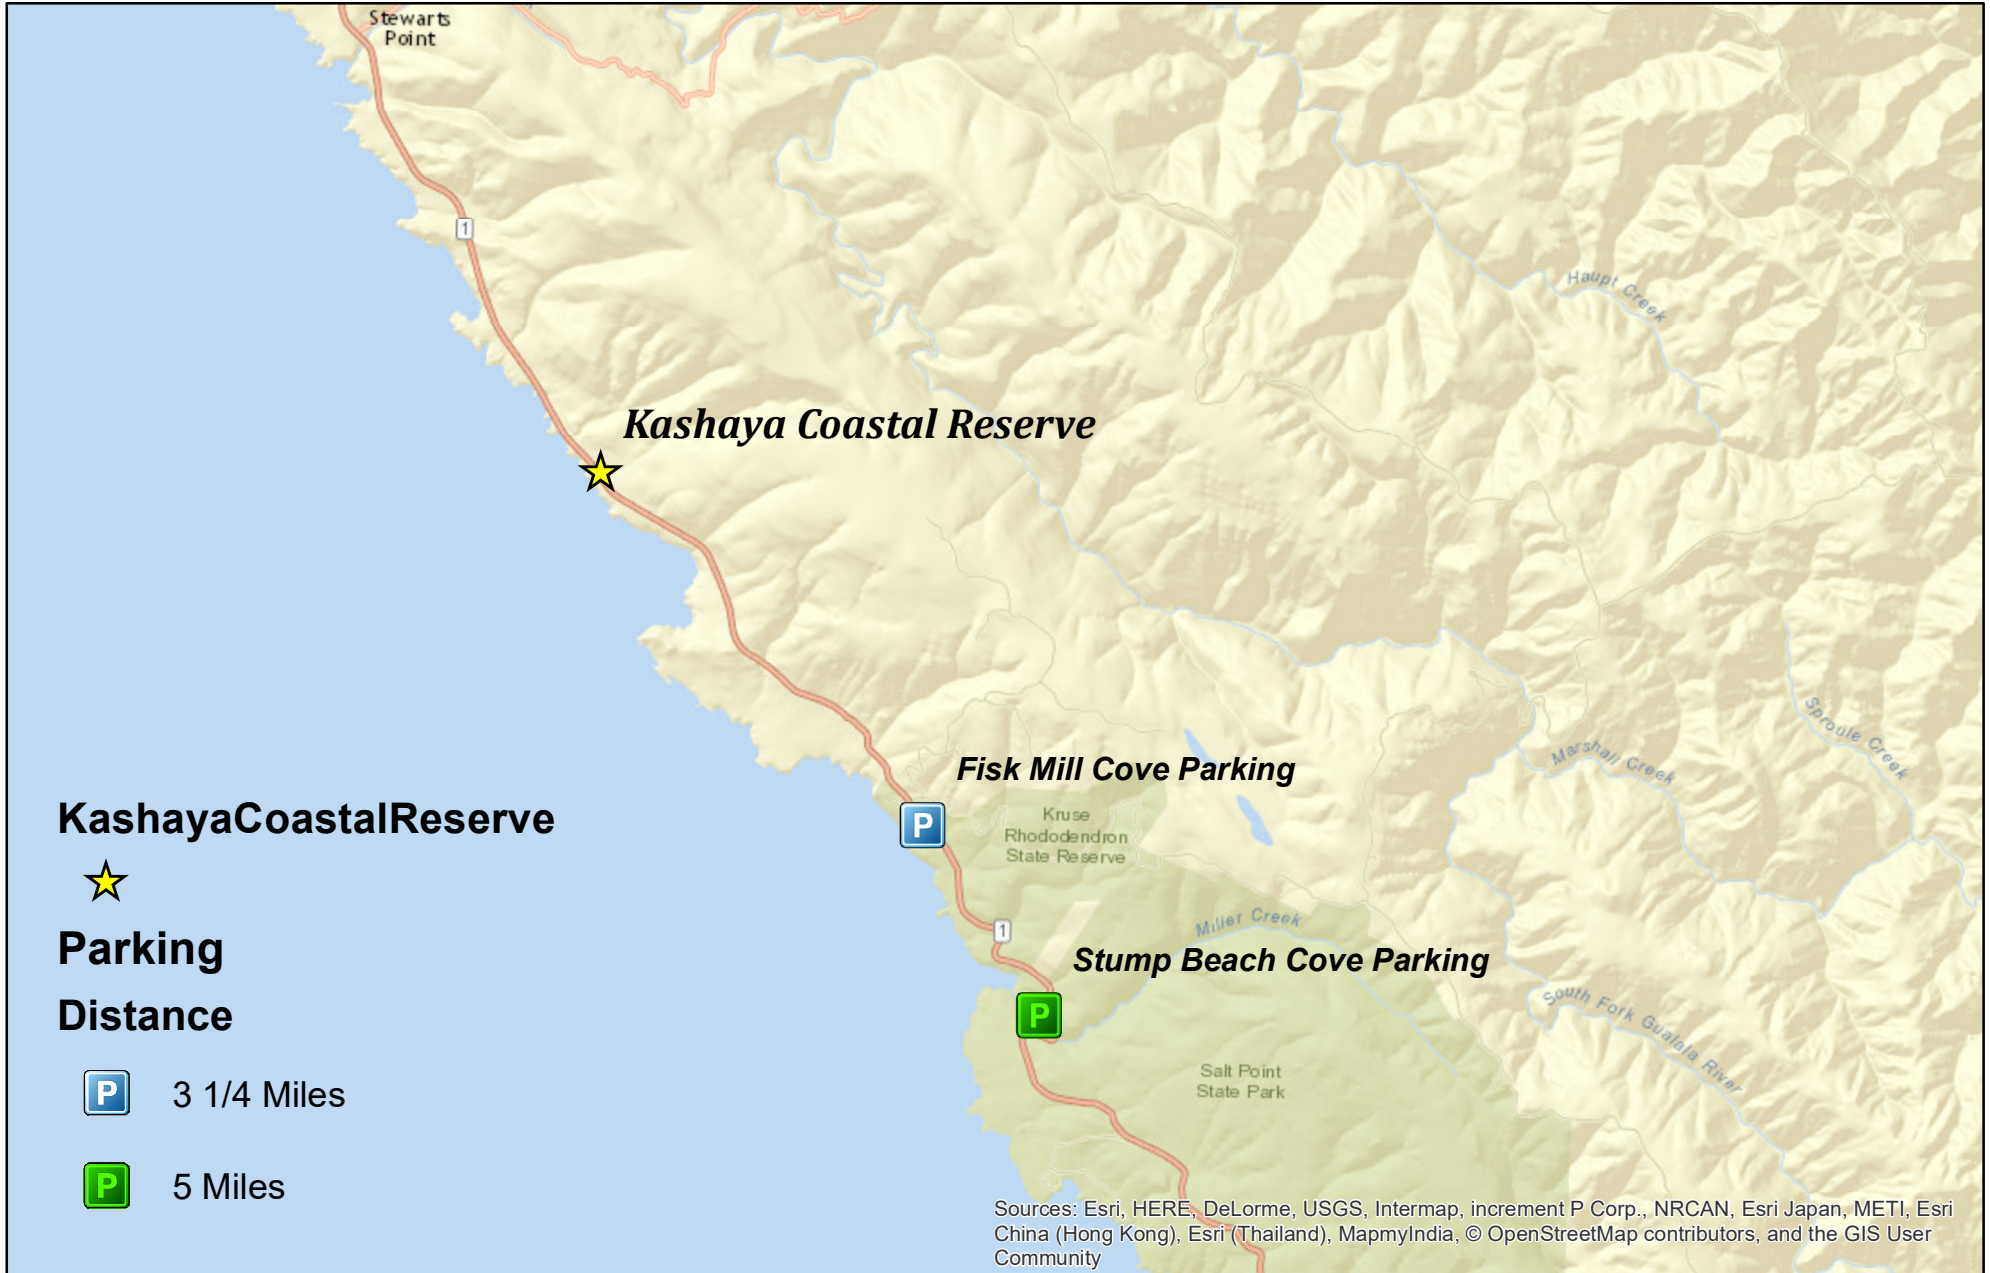 Stewarts
Point
1
Haupt Creek
Kashaya Coastal Reserve
Sproule Creek
Marshall Creek
Fisk Mill Cove Parking
P
Kruse
Rhododendron
State Reserve
KashayaCoastalReserve
Miller Creek
1
Parking
Stump Beach Cove Parking
Distance
P
South Fork Gualala River
Salt Point
State Park
P 3 1/4 Miles
P 5 Miles
Sources: Esri, HERE, DeLorme, USGS, Intermap, increment P Corp., NRCAN, Esri Japan, METI, Esri
China (Hong Kong), Esri (Thailand), MapmyIndia, © OpenStreetMap contributors, and the GIS User
Community